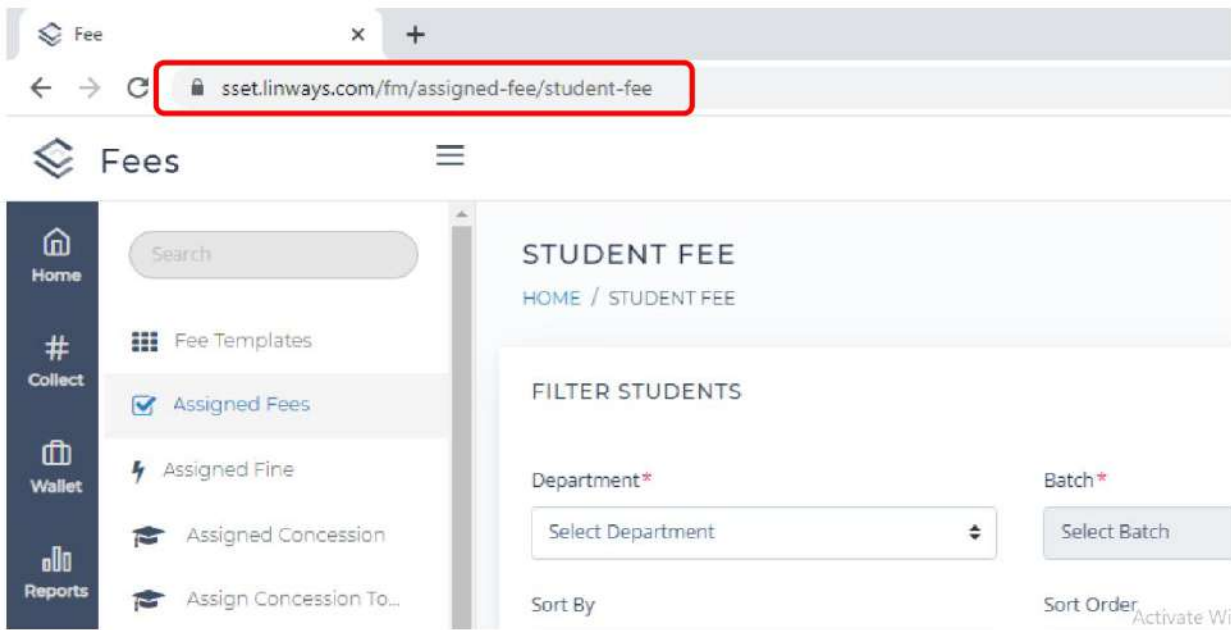 Fee
sset.linways.com/fm/assigned-fee/student-fee
Fees
Home
Collect
Wallet
Reports
Search
Fee Templates
Assigned Fees
Assigned Fine
Assigned Concession
Assign Concession To...
STUDENT FEE
HOME / STUDENT FEE
FILTER STUDENTS
Department* Batch*
Select Department Select Batch
Sort By Sort Order
Activate Wi